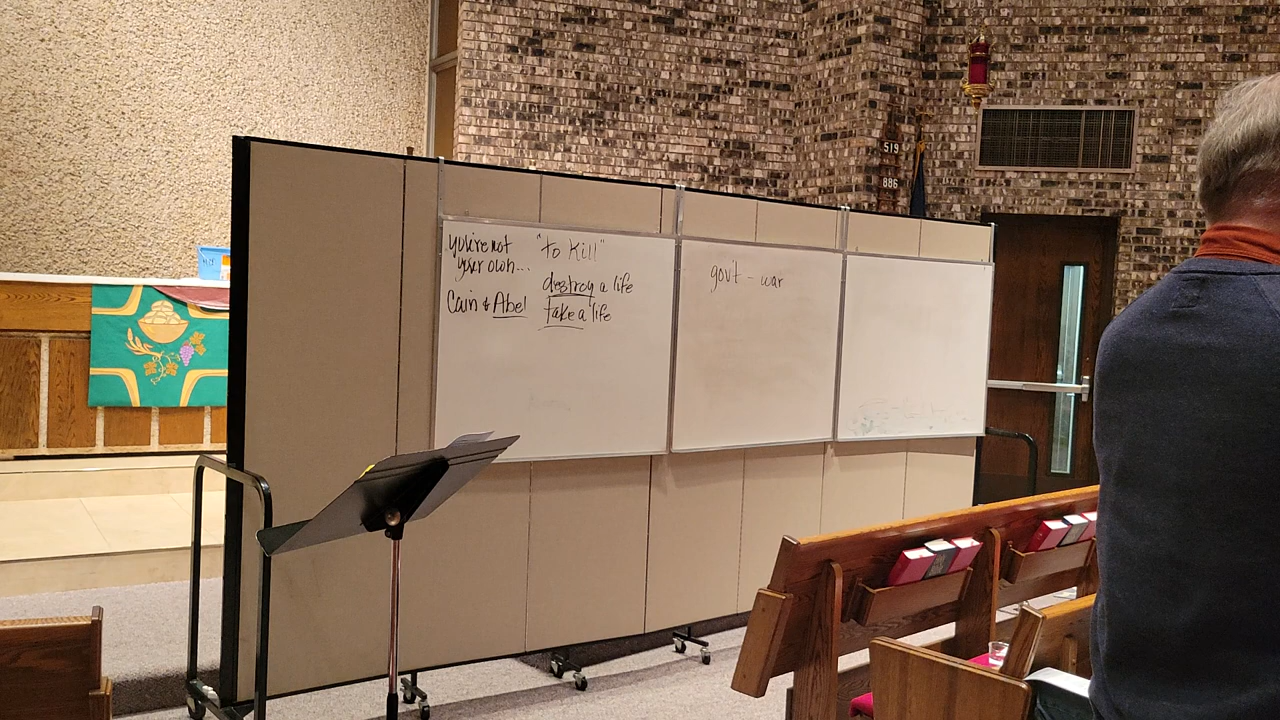 you're not
your own...
Cain & Abel
"to kill"
destroy a life
take a life
gov't - war
519
886